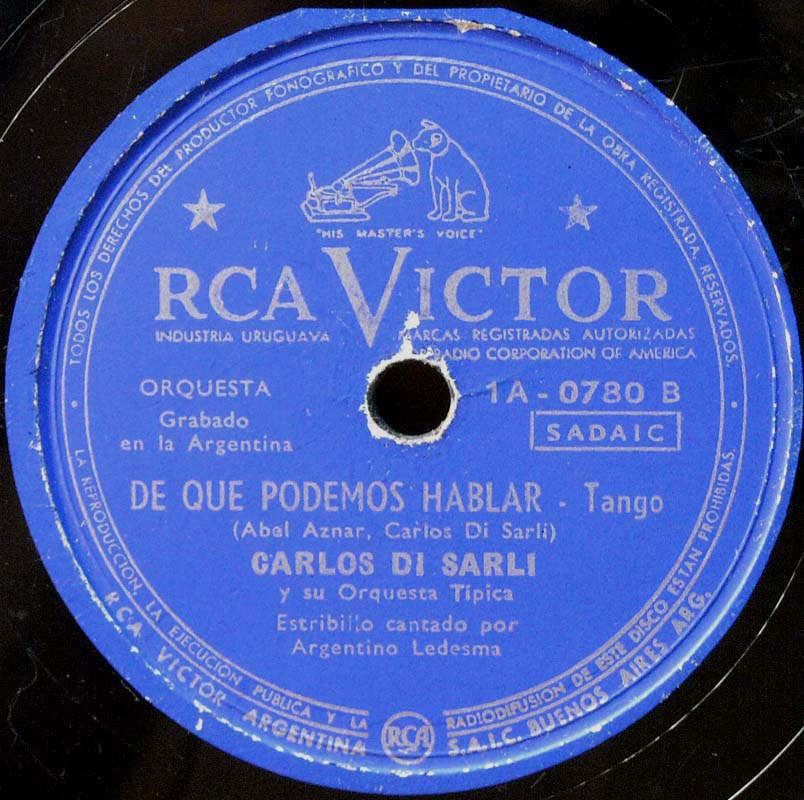 TODOS LOS DERECHOS DEL PRODUCTOR FONOGRAFICO Y DEL PROPIETARIO DE LA OBRA REGISTRADA, RESERVADOS.
"HIS MASTER'S VOICE"
RCA VICTOR
INDUSTRIA URUGUAYA
MARCAS REGISTRADAS AUTORIZADAS
RADIO CORPORATION OF AMERICA
ORQUESTA
1A - 0780 B
Grabado
en la Argentina
SADAIC
DE QUE PODEMOS HABLAR - Tango
(Abel Aznar, Carlos Di Sarli)
CARLOS DI SARLI
y su Orquesta Típica
Estribillo cantado por
Argentino Ledesma
LA REPRODUCCION, LA EJECUCIÓN PUBLICA Y LA RADIODIFUSION DE ESTE DISCO ESTAN PROHIBIDAS.
RCA VICTOR ARGENTINA RCA S.A.I.C. BUENOS AIRES ARG.